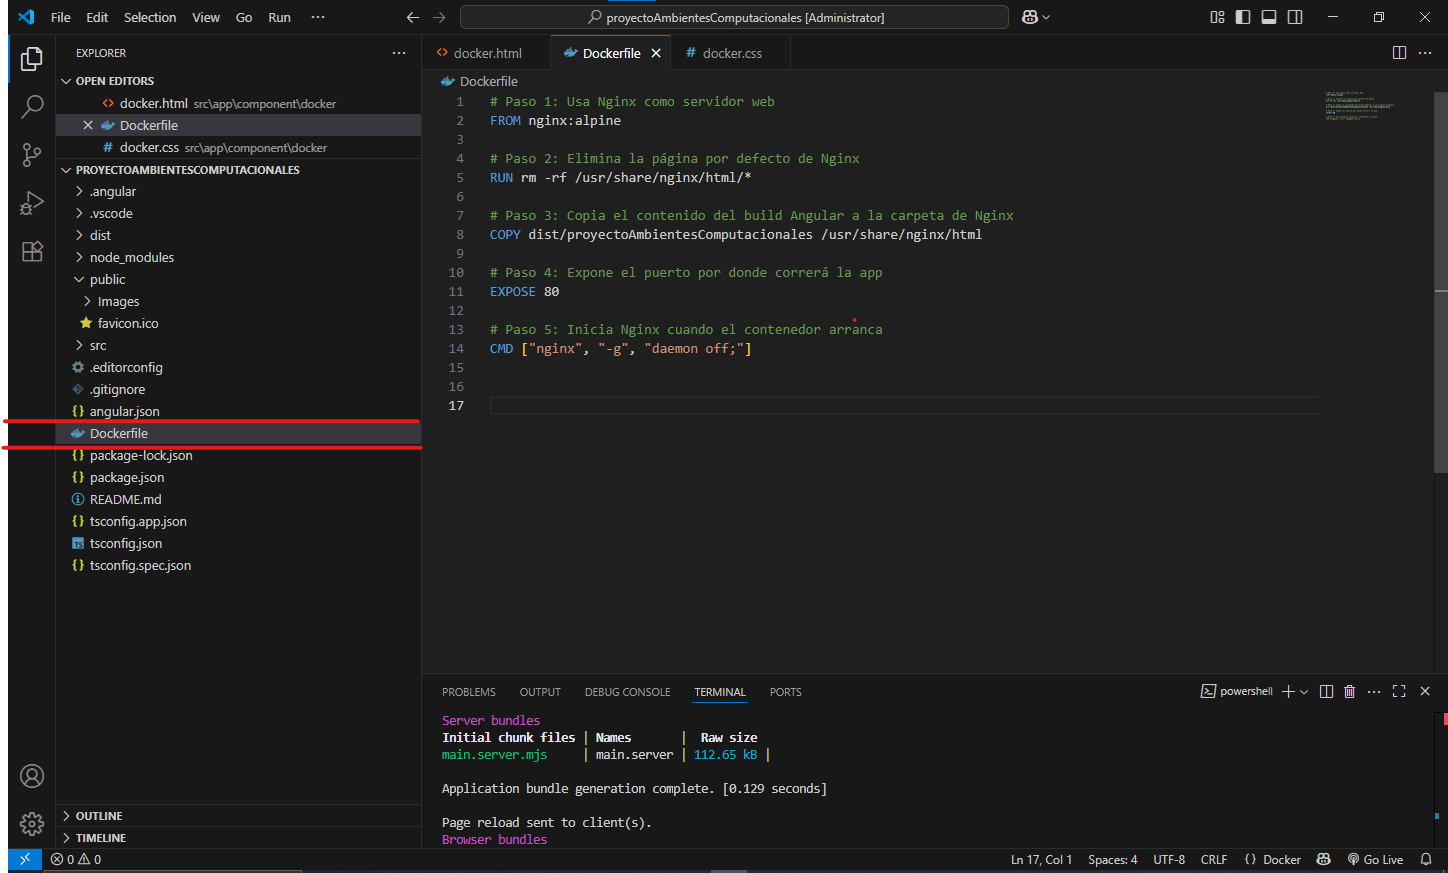 File Edit Selection View Go Run ···
proyectoAmbientesComputacionales [Administrator]
EXPLORER
OPEN EDITORS
docker.html src\app\component\docker
Dockerfile
docker.css src\app\component\docker
PROYECTOAMBIENTESCOMPUTACIONALES
.angular
.vscode
dist
node_modules
public
Images
favicon.ico
src
.editorconfig
.gitignore
angular.json
Dockerfile
package-lock.json
package.json
README.md
tsconfig.app.json
tsconfig.json
tsconfig.spec.json
OUTLINE
TIMELINE
docker.html Dockerfile docker.css
Dockerfile
1 # Paso 1: Usa Nginx como servidor web
2 FROM nginx:alpine
3
4 # Paso 2: Elimina la página por defecto de Nginx
5 RUN rm -rf /usr/share/nginx/html/*
6
7 # Paso 3: Copia el contenido del build Angular a la carpeta de Nginx
8 COPY dist/proyectoAmbientesComputacionales /usr/share/nginx/html
9
10 # Paso 4: Expone el puerto por donde correrá la app
11 EXPOSE 80
12
13 # Paso 5: Inicia Nginx cuando el contenedor arranca
14 CMD ["nginx", "-g", "daemon off;"]
15
16
17
PROBLEMS OUTPUT DEBUG CONSOLE TERMINAL PORTS
powershell
Server bundles
Initial chunk files | Names | Raw size
main.server.mjs | main.server | 112.65 kB |
Application bundle generation complete. [0.129 seconds]
Page reload sent to client(s).
Browser bundles
0 0
Ln 17, Col 1 Spaces: 4 UTF-8 CRLF {} Docker Go Live